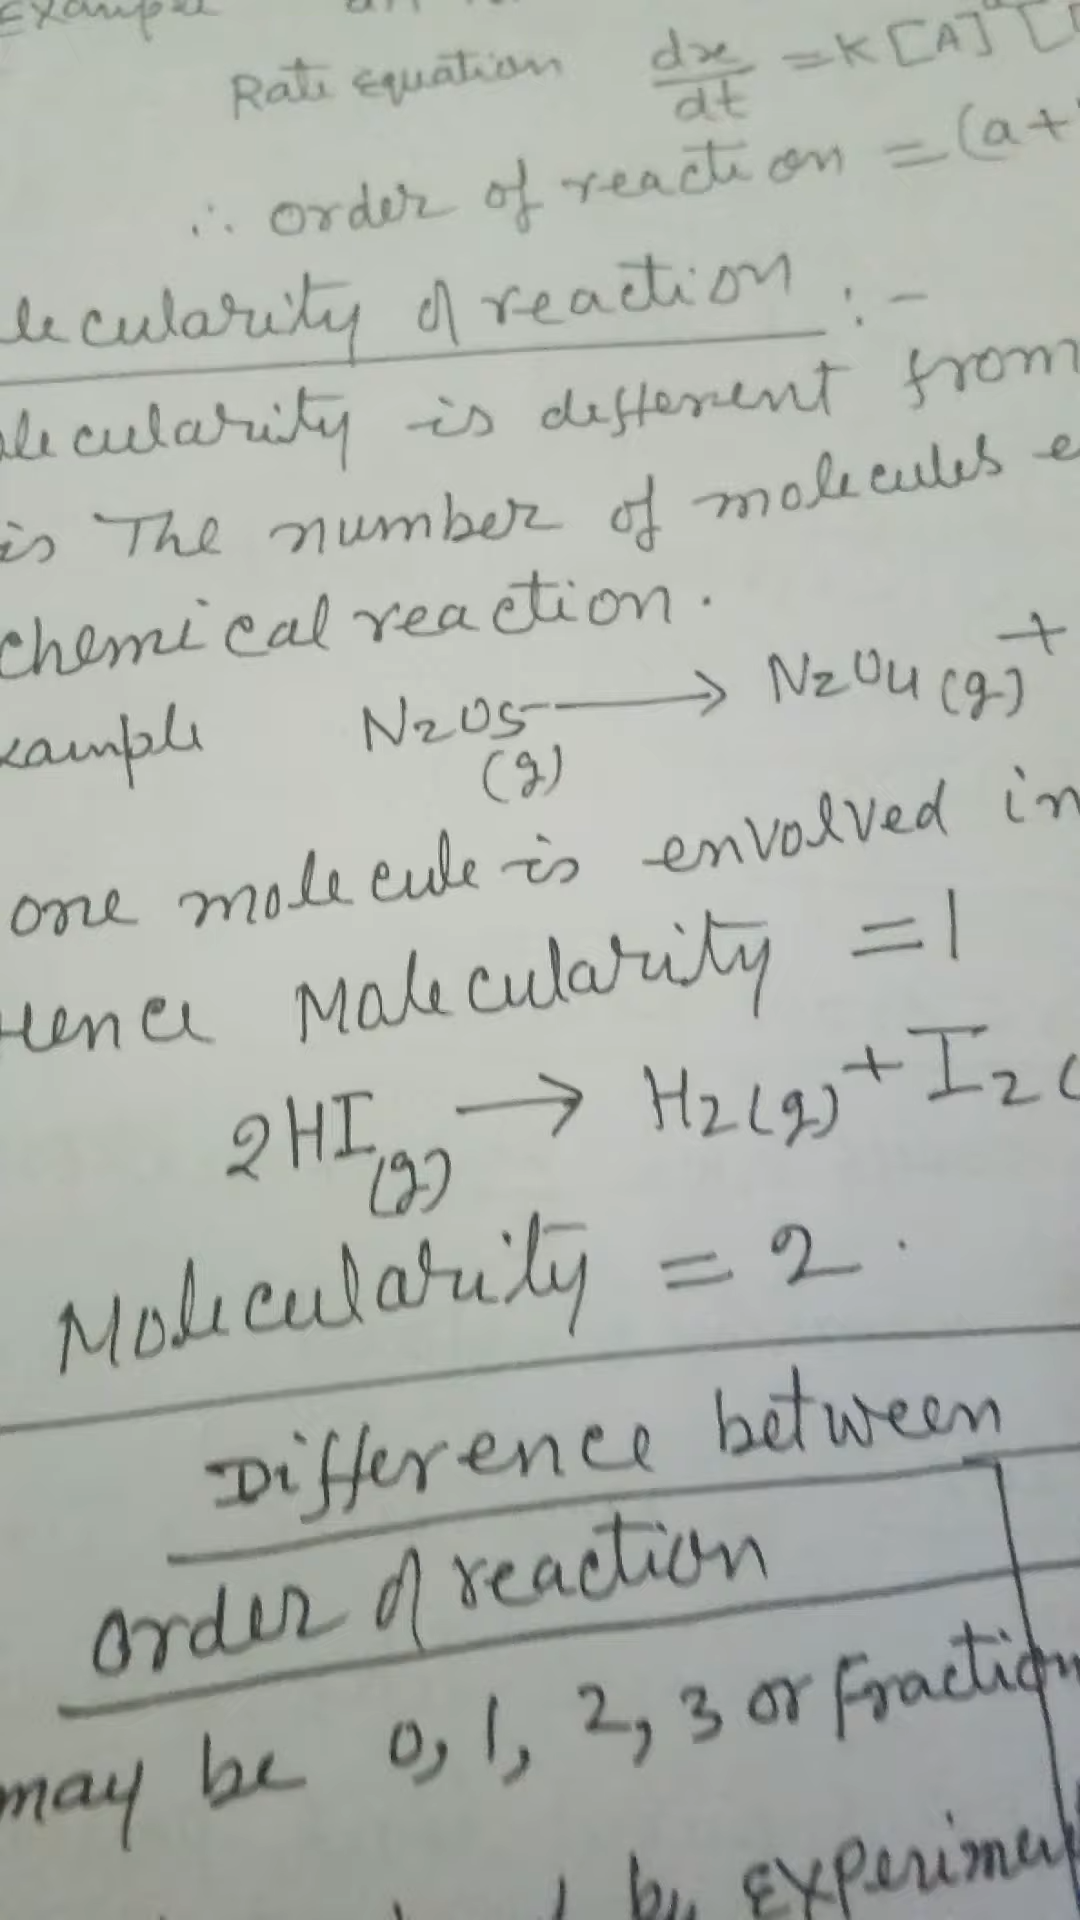 Example
Rate equation dx/dt = K[A]ᵃ[
∴ order of reaction = (a+
lecularity of reaction :-
lecularity is different from
is The number of molecules e
chemical reaction.
xample N2O5(g) → N2O4(g) +
one molecule is envolved in
Hence Molecularity = 1
2HI(g) → H2(g) + I2(
Molecularity = 2.
Difference between
order of reaction
may be 0, 1, 2, 3 or fraction
by Experimen